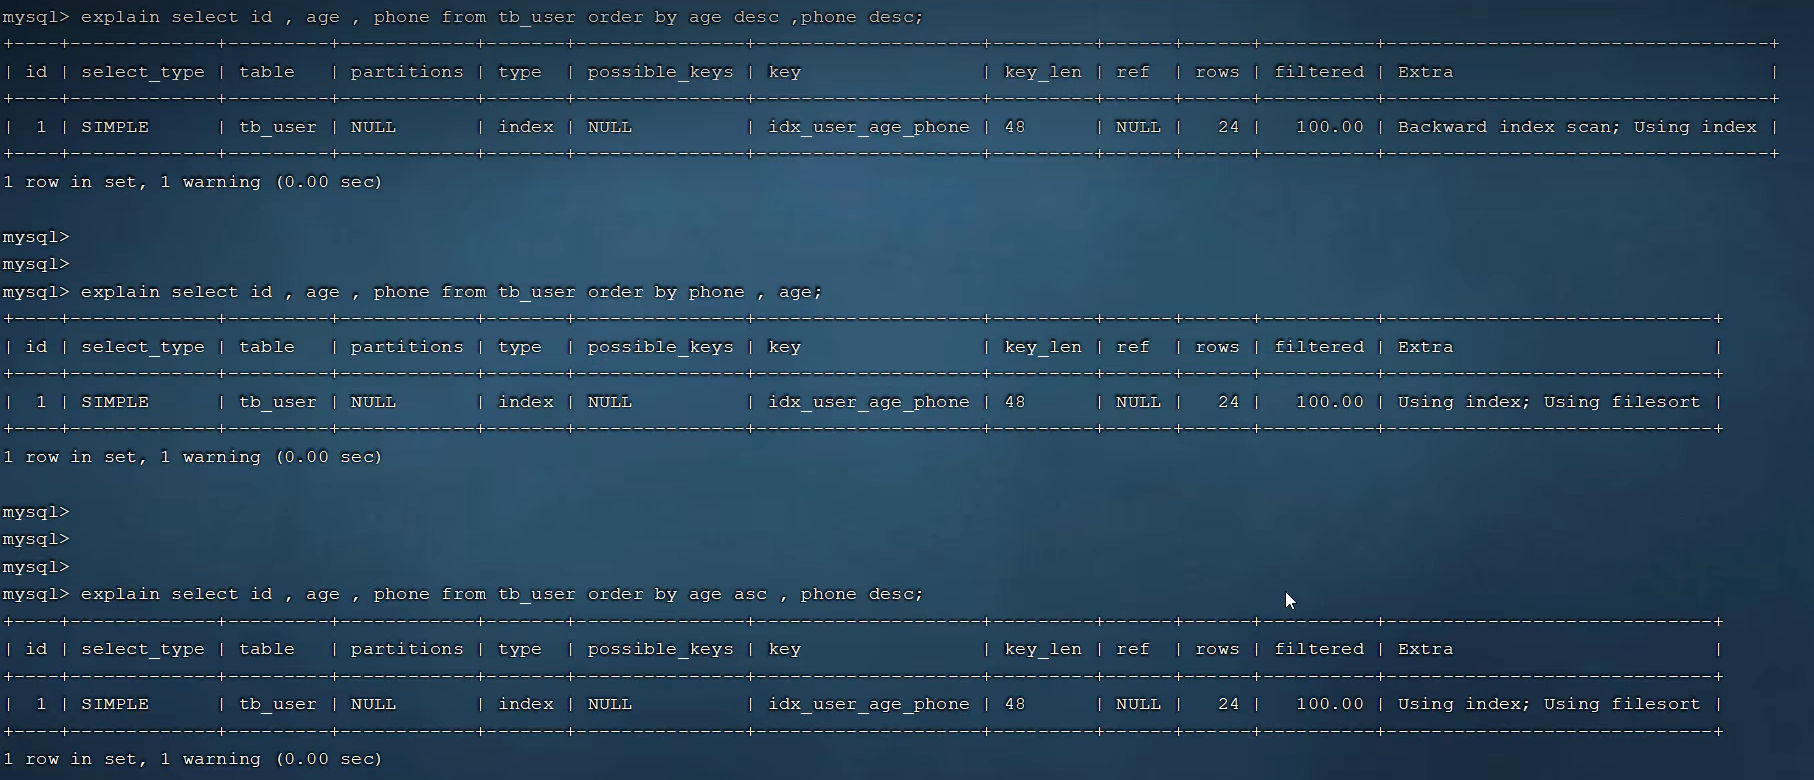 mysql> explain select id , age , phone from tb_user order by age desc ,phone desc;
+----+-------------+---------+------------+-------+---------------+--------------------+---------+------+------+----------+----------------------------------+
| id | select_type | table   | partitions | type  | possible_keys | key                | key_len | ref  | rows | filtered | Extra                            |
+----+-------------+---------+------------+-------+---------------+--------------------+---------+------+------+----------+----------------------------------+
|  1 | SIMPLE      | tb_user | NULL       | index | NULL          | idx_user_age_phone | 48      | NULL |   24 |   100.00 | Backward index scan; Using index |
+----+-------------+---------+------------+-------+---------------+--------------------+---------+------+------+----------+----------------------------------+
1 row in set, 1 warning (0.00 sec)

mysql>
mysql>
mysql> explain select id , age , phone from tb_user order by phone , age;
+----+-------------+---------+------------+-------+---------------+--------------------+---------+------+------+----------+-----------------------------+
| id | select_type | table   | partitions | type  | possible_keys | key                | key_len | ref  | rows | filtered | Extra                       |
+----+-------------+---------+------------+-------+---------------+--------------------+---------+------+------+----------+-----------------------------+
|  1 | SIMPLE      | tb_user | NULL       | index | NULL          | idx_user_age_phone | 48      | NULL |   24 |   100.00 | Using index; Using filesort |
+----+-------------+---------+------------+-------+---------------+--------------------+---------+------+------+----------+-----------------------------+
1 row in set, 1 warning (0.00 sec)

mysql>
mysql>
mysql>
mysql> explain select id , age , phone from tb_user order by age asc , phone desc;
+----+-------------+---------+------------+-------+---------------+--------------------+---------+------+------+----------+-----------------------------+
| id | select_type | table   | partitions | type  | possible_keys | key                | key_len | ref  | rows | filtered | Extra                       |
+----+-------------+---------+------------+-------+---------------+--------------------+---------+------+------+----------+-----------------------------+
|  1 | SIMPLE      | tb_user | NULL       | index | NULL          | idx_user_age_phone | 48      | NULL |   24 |   100.00 | Using index; Using filesort |
+----+-------------+---------+------------+-------+---------------+--------------------+---------+------+------+----------+-----------------------------+
1 row in set, 1 warning (0.00 sec)